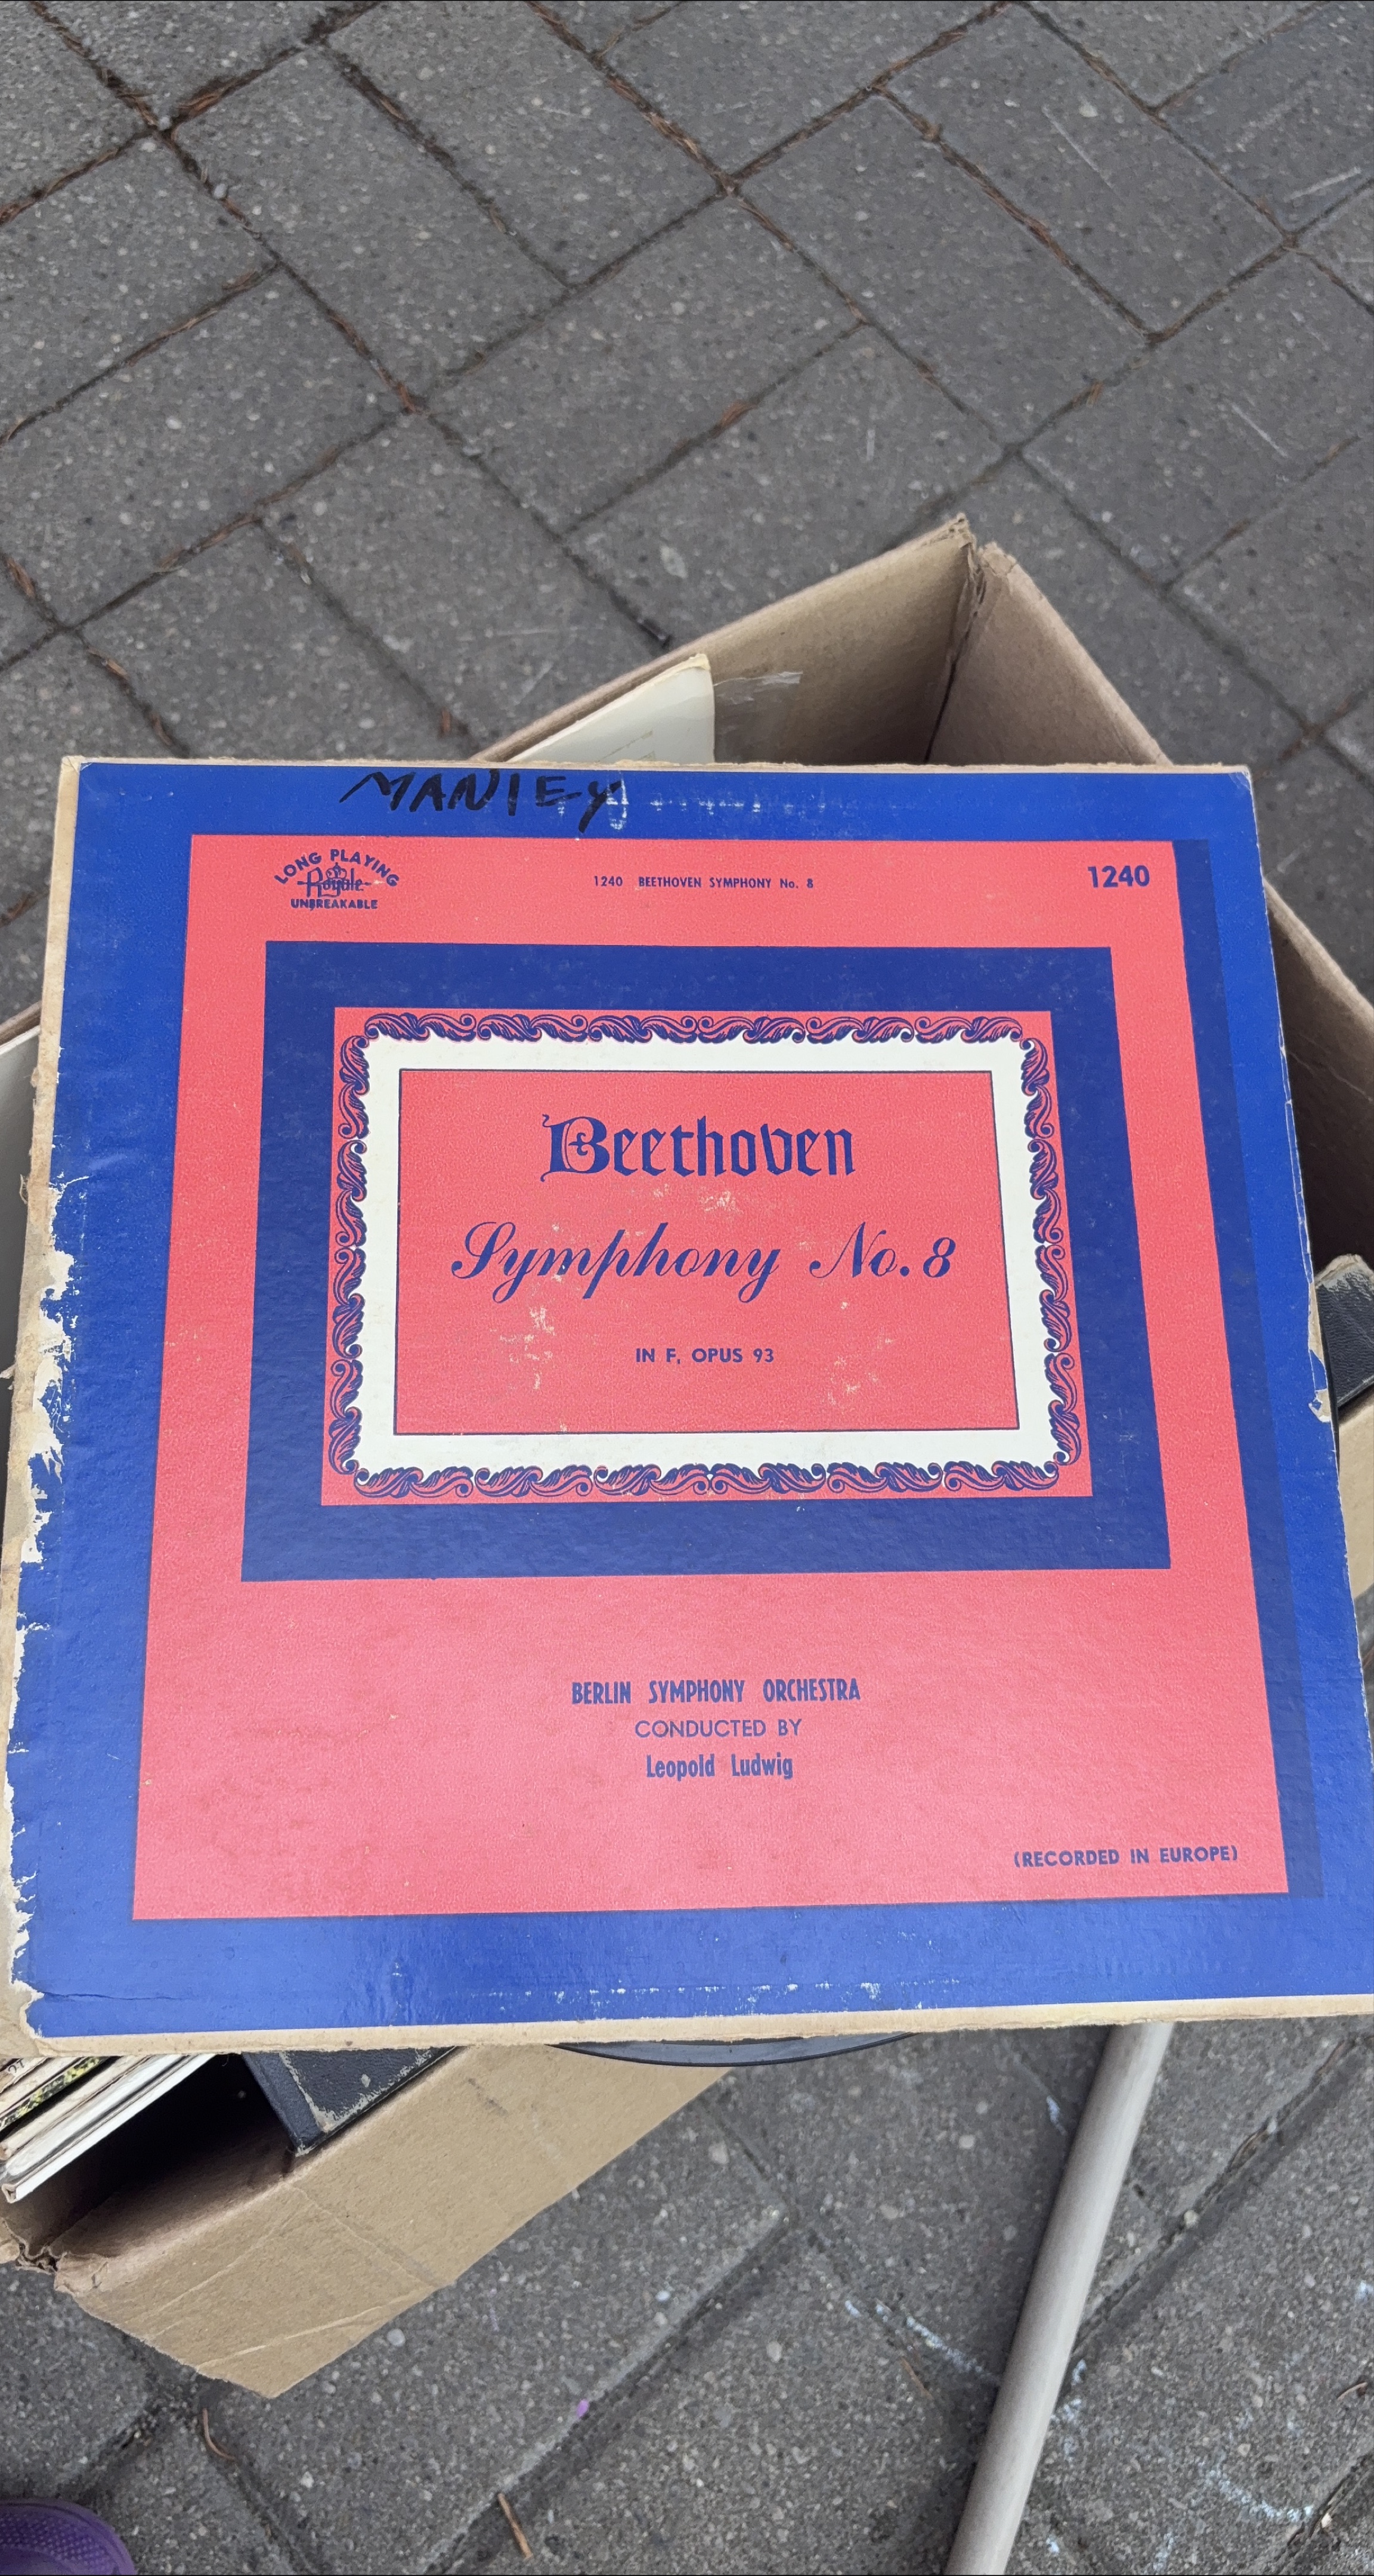 MANLEY
LONG PLAYING
Royale
UNBREAKABLE
1240 BEETHOVEN SYMPHONY No. 8
1240
Beethoven
Symphony No. 8
IN F, OPUS 93
BERLIN SYMPHONY ORCHESTRA
CONDUCTED BY
Leopold Ludwig
(RECORDED IN EUROPE)